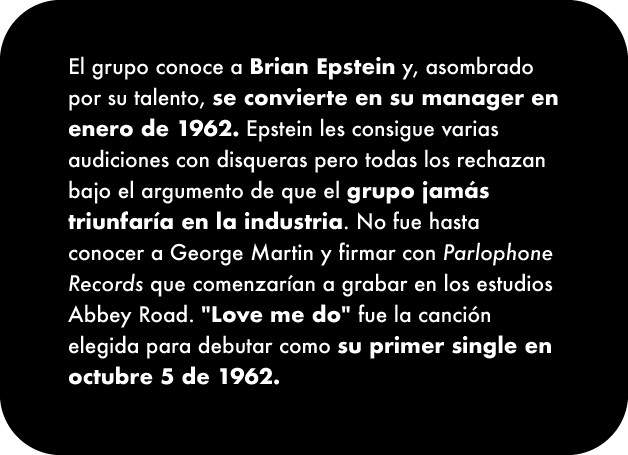 El grupo conoce a Brian Epstein y, asombrado
por su talento, se convierte en su manager en
enero de 1962. Epstein les consigue varias
audiciones con disqueras pero todas los rechazan
bajo el argumento de que el grupo jamás
triunfaría en la industria. No fue hasta
conocer a George Martin y firmar con Parlophone
Records que comenzarían a grabar en los estudios
Abbey Road. "Love me do" fue la canción
elegida para debutar como su primer single en
octubre 5 de 1962.